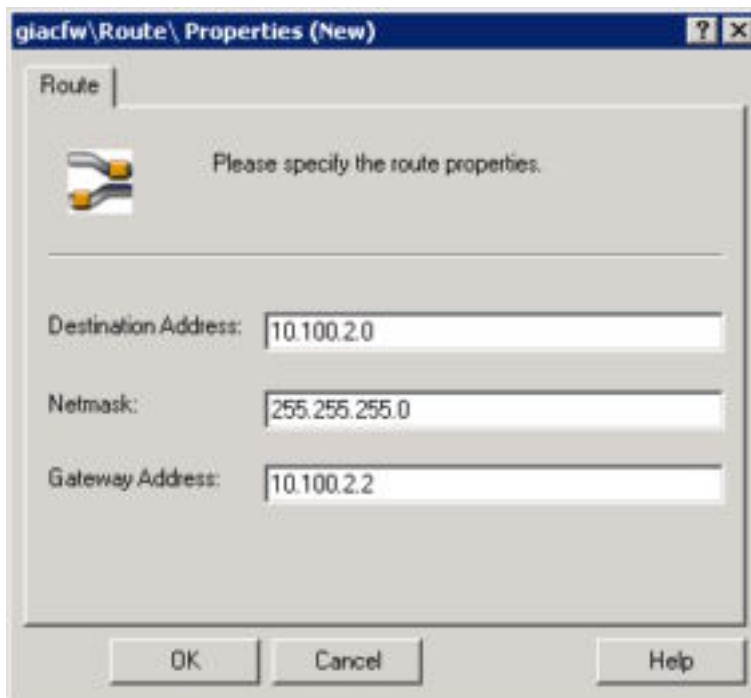 giacfw\Route\ Properties (New)
Route
Please specify the route properties.
Destination Address: 10.100.2.0
Netmask: 255.255.255.0
Gateway Address: 10.100.2.2
OK Cancel Help